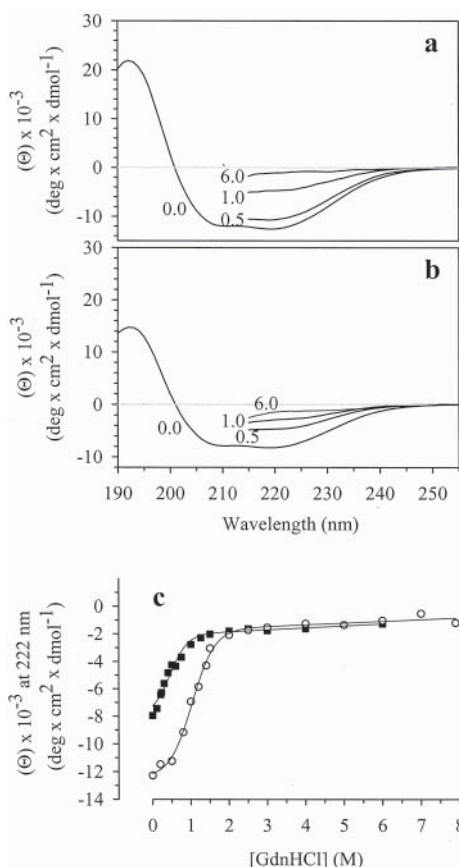 30
20
10
0
-10
a
6.0
1.0
0.5
0.0
(Θ) x 10⁻³
(deg x cm² x dmol⁻¹)
20
10
0
-10
b
6.0
1.0
0.5
0.0
(Θ) x 10⁻³
(deg x cm² x dmol⁻¹)
190 200 210 220 230 240 250
Wavelength (nm)
c
0
-2
-4
-6
-8
-10
-12
-14
(Θ) x 10⁻³ at 222 nm
(deg x cm² x dmol⁻¹)
0 1 2 3 4 5 6 7 8
[GdnHCl] (M)